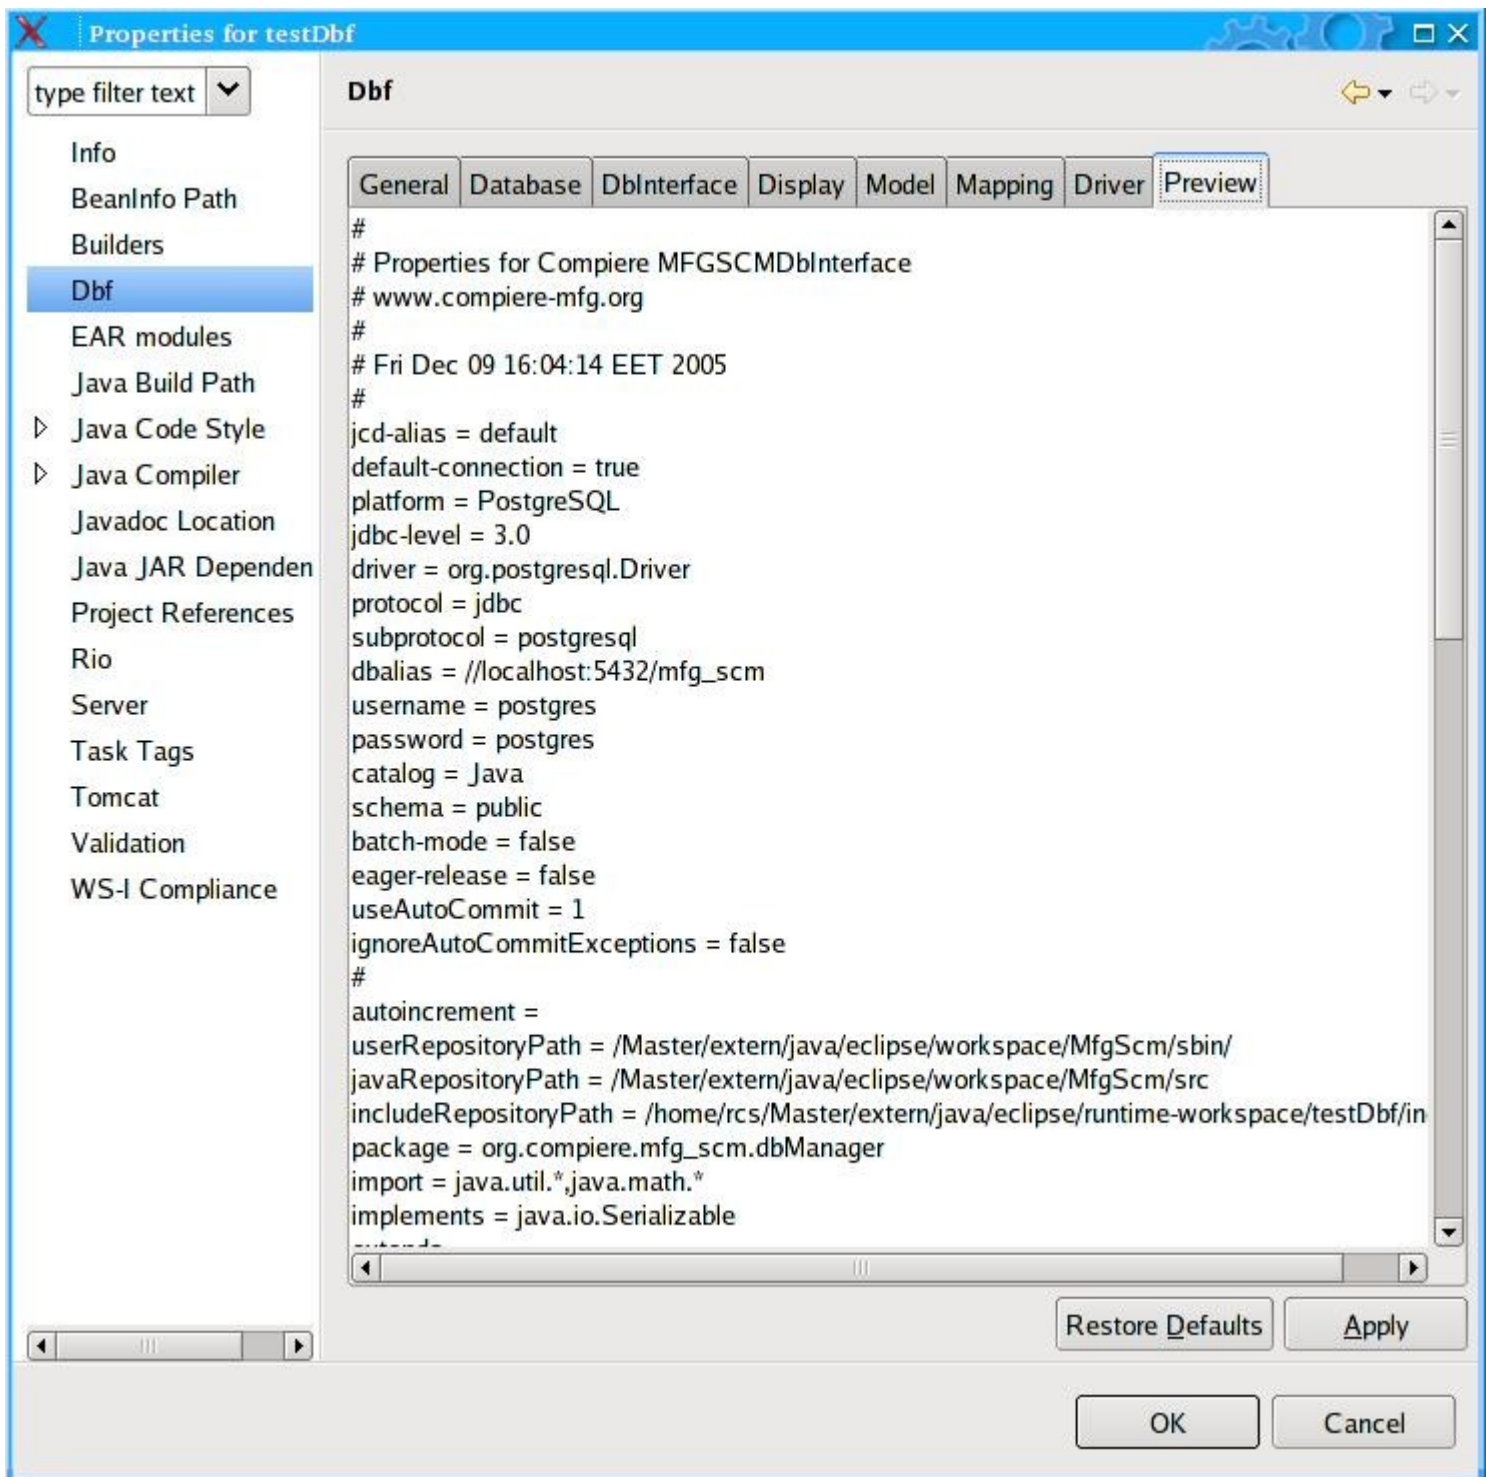 Properties for testDbf
type filter text
Dbf
Info
BeanInfo Path
Builders
Dbf
EAR modules
Java Build Path
Java Code Style
Java Compiler
Javadoc Location
Java JAR Dependen
Project References
Rio
Server
Task Tags
Tomcat
Validation
WS-I Compliance
General Database DbInterface Display Model Mapping Driver Preview
#
# Properties for Compiere MFGSCMDbInterface
# www.compiere-mfg.org
#
# Fri Dec 09 16:04:14 EET 2005
#
jcd-alias = default
default-connection = true
platform = PostgreSQL
jdbc-level = 3.0
driver = org.postgresql.Driver
protocol = jdbc
subprotocol = postgresql
dbalias = //localhost:5432/mfg_scm
username = postgres
password = postgres
catalog = Java
schema = public
batch-mode = false
eager-release = false
useAutoCommit = 1
ignoreAutoCommitExceptions = false
#
autoincrement =
userRepositoryPath = /Master/extern/java/eclipse/workspace/MfgScm/sbin/
javaRepositoryPath = /Master/extern/java/eclipse/workspace/MfgScm/src
includeRepositoryPath = /home/rcs/Master/extern/java/eclipse/runtime-workspace/testDbf/in
package = org.compiere.mfg_scm.dbManager
import = java.util.*,java.math.*
implements = java.io.Serializable
Restore Defaults
Apply
OK
Cancel